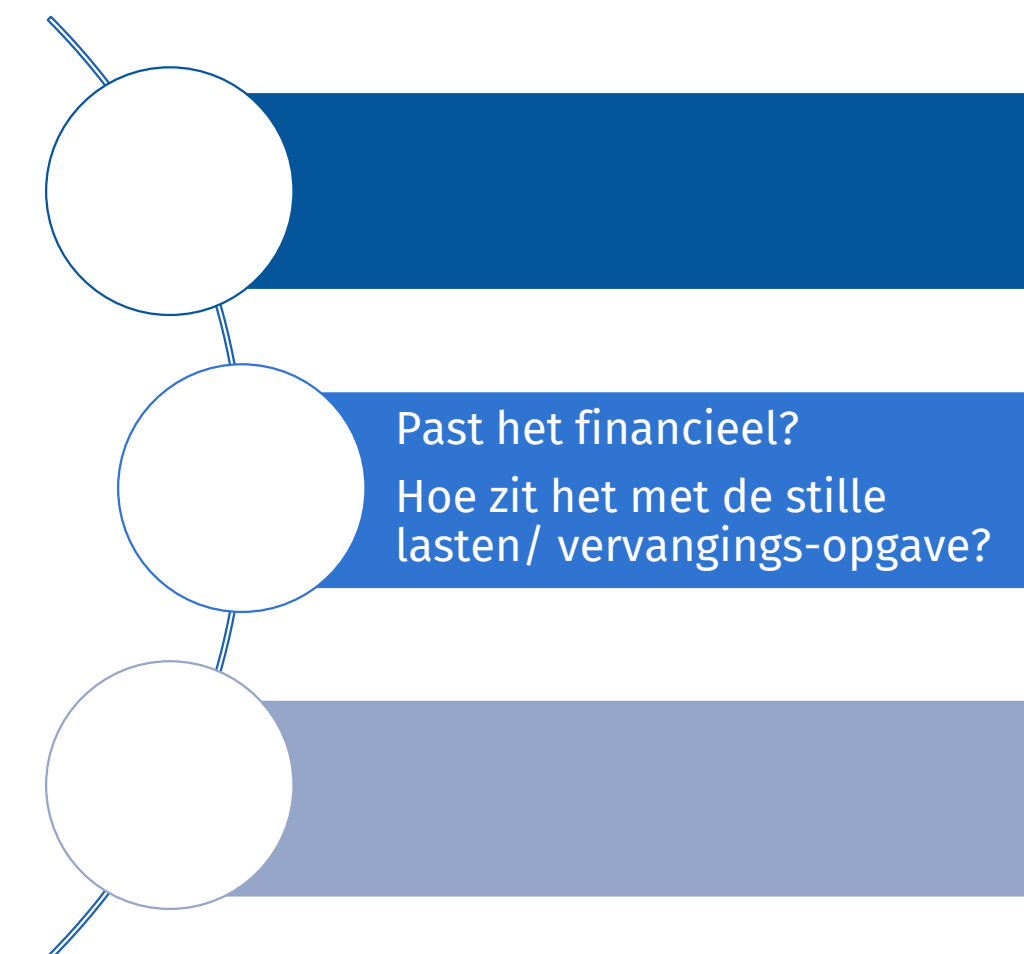 Past het financieel?
Hoe zit het met de stille
lasten/ vervangings-opgave?